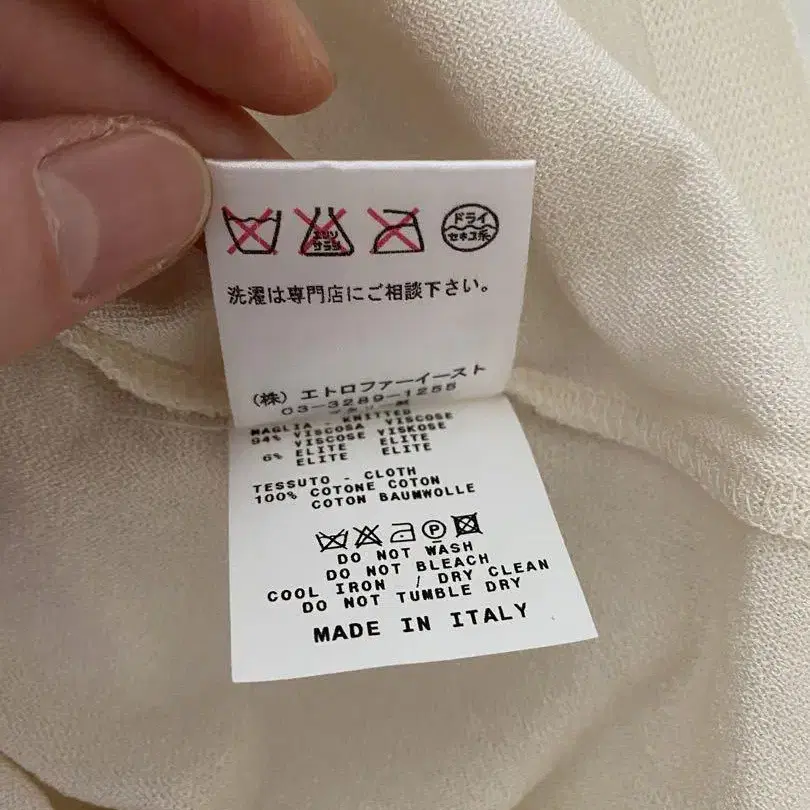 エンソ
サラシ
ドライ
セキユ系
洗濯は専門店にご相談下さい。
(株) エトロファーイースト
03-3289-1255
MAGLIA - KNITTED
94% VISCOSA VISCOSE
VISCOSE VISKOSE
6% ELITE ELITE
ELITE ELITE
TESSUTO - CLOTH
100% COTONE COTON
COTON BAUMWOLLE
P
DO NOT WASH
DO NOT BLEACH
COOL IRON / DRY CLEAN
DO NOT TUMBLE DRY
MADE IN ITALY